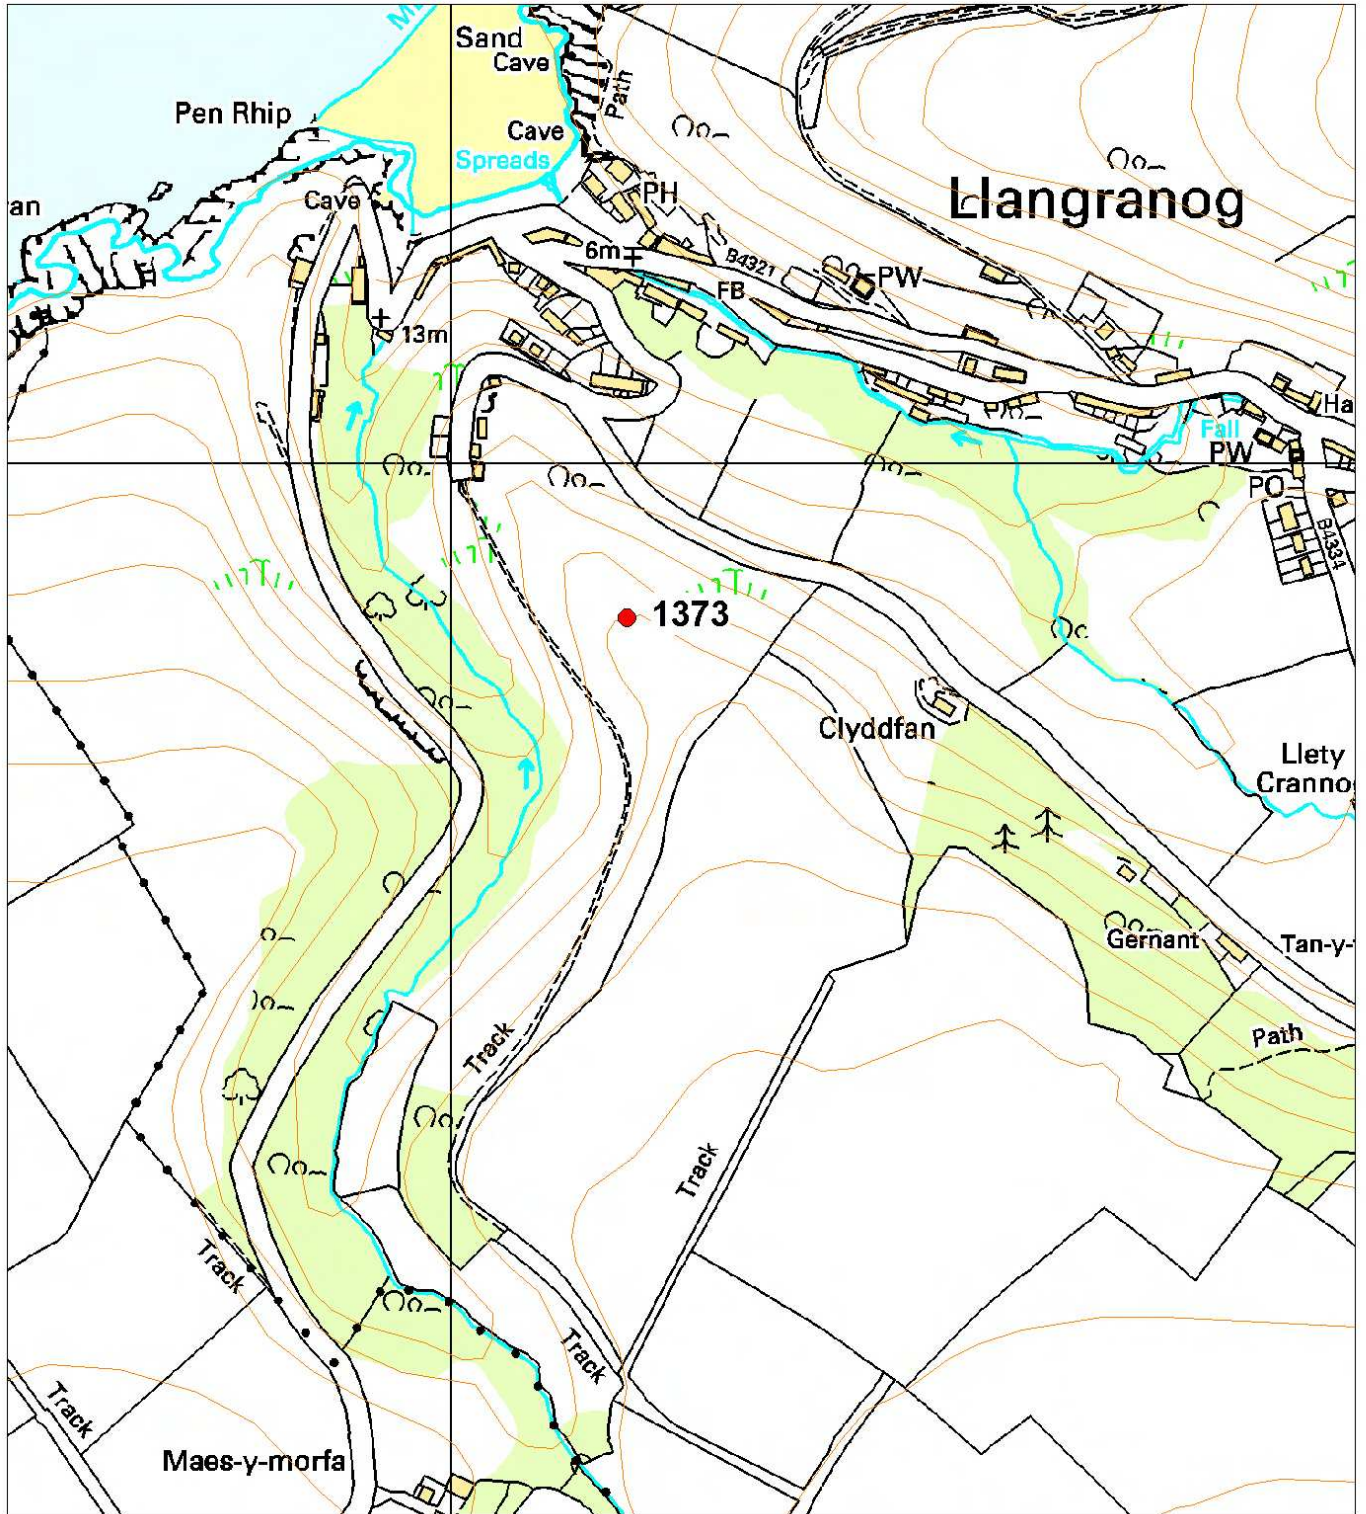 Sand
Cave
Path
Pen Rhip
Cave
Spreads
PH
Llangranog
an
Cave
6m
B4321
PW
FB
13m
Ha
Fall
PW
PO
B4334
1373
Clyddfan
Llety
Cranno
Gernant
Tan-y-
Path
Track
Track
Track
Track
Track
Maes-y-morfa